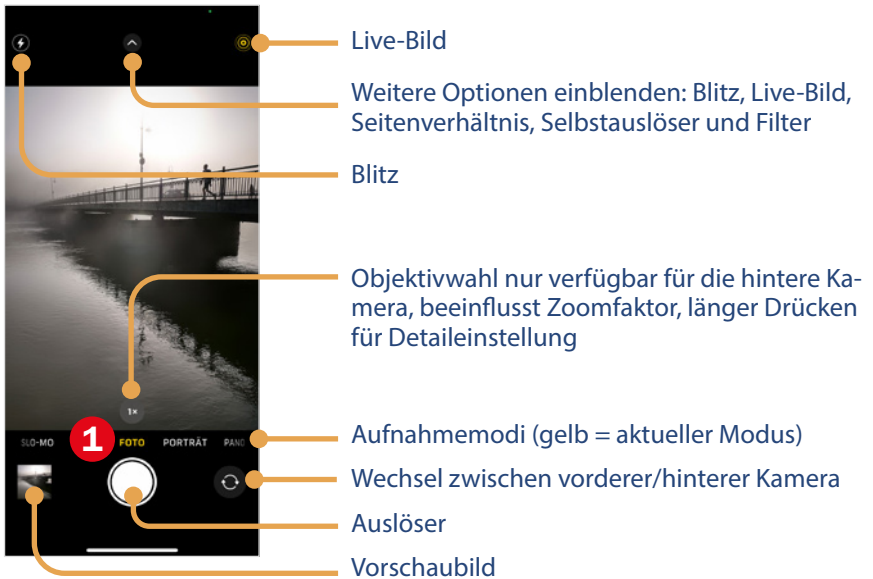 Live-Bild
Weitere Optionen einblenden: Blitz, Live-Bild,
Seitenverhältnis, Selbstauslöser und Filter
Blitz
Objektivwahl nur verfügbar für die hintere Ka-
mera, beeinflusst Zoomfaktor, länger Drücken
für Detaileinstellung
1×
SLO-MO 1 FOTO PORTRÄT PANO
Aufnahmemodi (gelb = aktueller Modus)
Wechsel zwischen vorderer/hinterer Kamera
Auslöser
Vorschaubild